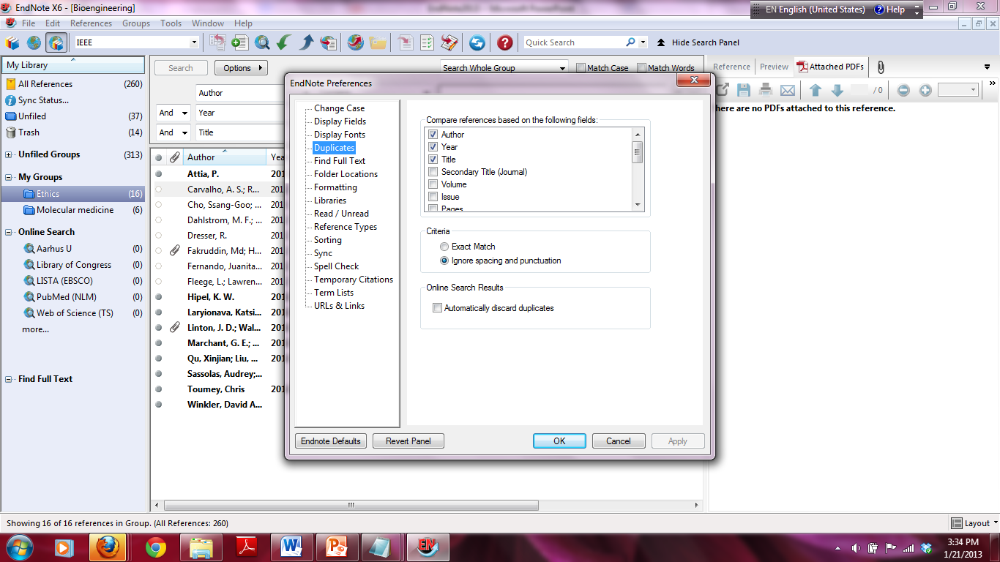 EndNote X6 - [Bioengineering]
EN English (United States) Help
File Edit References Groups Tools Window Help
IEEE
Quick Search
Hide Search Panel
My Library
All References (260)
Sync Status...
Unfiled (37)
Trash (14)
Unfiled Groups (313)
My Groups
Ethics (16)
Molecular medicine (6)
Online Search
Aarhus U (0)
Library of Congress (0)
LISTA (EBSCO) (0)
PubMed (NLM) (0)
Web of Science (TS) (0)
more...
Find Full Text
Search Options Search Whole Group Match Case Match Words
Author
And Year
And Title
Author Yea
Attia, P. 201
Carvalho, A. S.; R... 201
Cho, Ssang-Goo; ... 201
Dahlstrom, M. F.; ... 201
Dresser, R. 201
Fakruddin, Md; H... 201
Fernando, Juanita... 201
Fleege, L.; Lawren... 201
Hipel, K. W. 201
Laryionava, Katsi... 201
Linton, J. D.; Wal... 201
Marchant, G. E.; ... 201
Qu, Xinjian; Liu, ... 201
Sassolas, Audrey;...
Tourney, Chris 201
Winkler, David A...
EndNote Preferences
Change Case
Display Fields
Display Fonts
Duplicates
Find Full Text
Folder Locations
Formatting
Libraries
Read / Unread
Reference Types
Sorting
Sync
Spell Check
Temporary Citations
Term Lists
URLs & Links
Compare references based on the following fields:
Author
Year
Title
Secondary Title (Journal)
Volume
Issue
Pages
Criteria
Exact Match
Ignore spacing and punctuation
Online Search Results
Automatically discard duplicates
Endnote Defaults Revert Panel OK Cancel Apply
Reference Preview Attached PDFs
/ 0
here are no PDFs attached to this reference.
Showing 16 of 16 references in Group. (All References: 260)
Layout
3:34 PM
1/21/2013